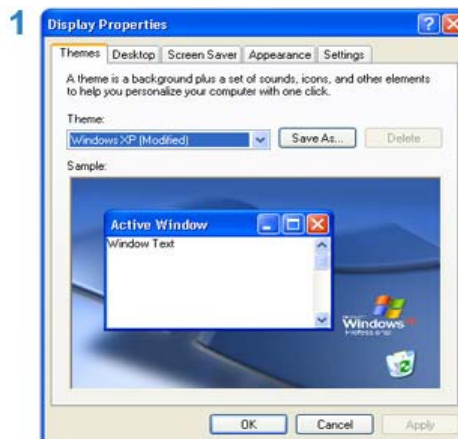 1
Display Properties
Themes Desktop Screen Saver Appearance Settings
A theme is a background plus a set of sounds, icons, and other elements
to help you personalize your computer with one click.
Theme:
Windows XP (Modified) Save As... Delete
Sample:
Active Window
Window Text
Windows
Professional
OK Cancel Apply